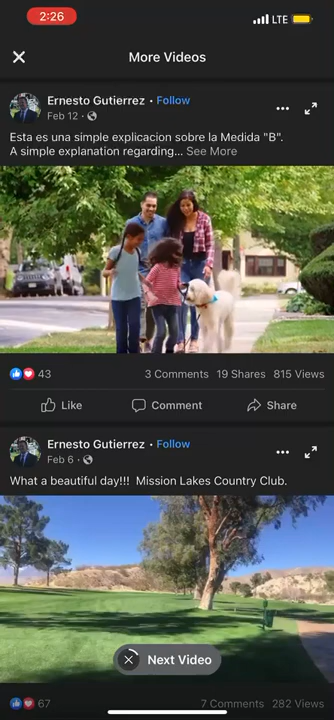 2:26
LTE
More Videos
Ernesto Gutierrez · Follow
Feb 12 ·
Esta es una simple explicacion sobre la Medida "B".
A simple explanation regarding... See More
43
3 Comments 19 Shares 815 Views
Like Comment Share
Ernesto Gutierrez · Follow
Feb 6 ·
What a beautiful day!!! Mission Lakes Country Club.
Next Video
67
7 Comments 282 Views